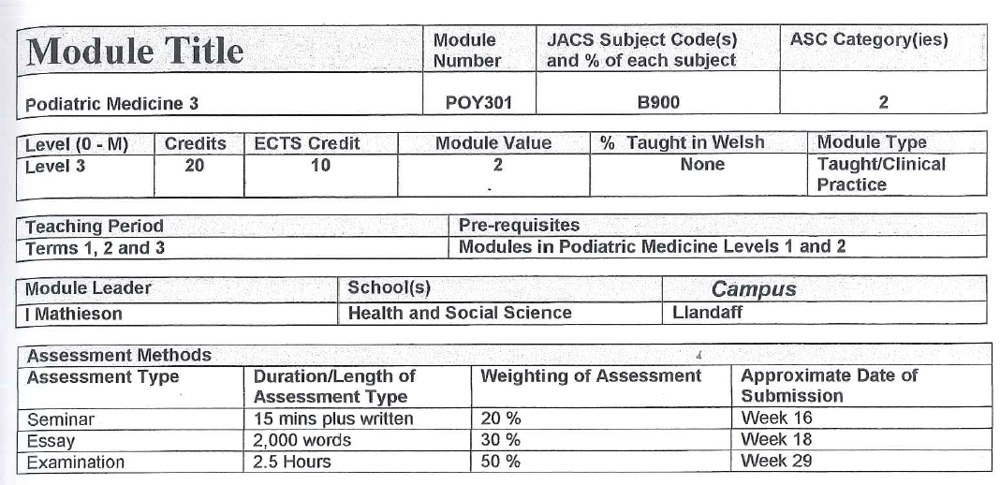 Module Title Module Number JACS Subject Code(s) and % of each subject ASC Category(ies)
Podiatric Medicine 3 POY301 B900 2
Level (0 - M) Credits ECTS Credit Module Value % Taught in Welsh Module Type
Level 3 20 10 2 None Taught/Clinical Practice
Teaching Period Pre-requisites
Terms 1, 2 and 3 Modules in Podiatric Medicine Levels 1 and 2
Module Leader School(s) Campus
I Mathieson Health and Social Science Llandaff
Assessment Methods
Assessment Type Duration/Length of Assessment Type Weighting of Assessment Approximate Date of Submission
Seminar 15 mins plus written 20 % Week 16
Essay 2,000 words 30 % Week 18
Examination 2.5 Hours 50 % Week 29